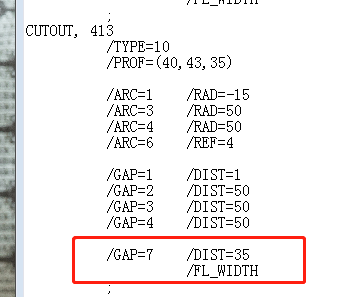 /FL_WIDTH
;
CUTOUT, 413
/TYPE=10
/PROF=(40,43,35)
/ARC=1 /RAD=-15
/ARC=3 /RAD=50
/ARC=4 /RAD=50
/ARC=6 /REF=4
/GAP=1 /DIST=1
/GAP=2 /DIST=50
/GAP=3 /DIST=50
/GAP=4 /DIST=50
/GAP=7 /DIST=35
/FL_WIDTH
;